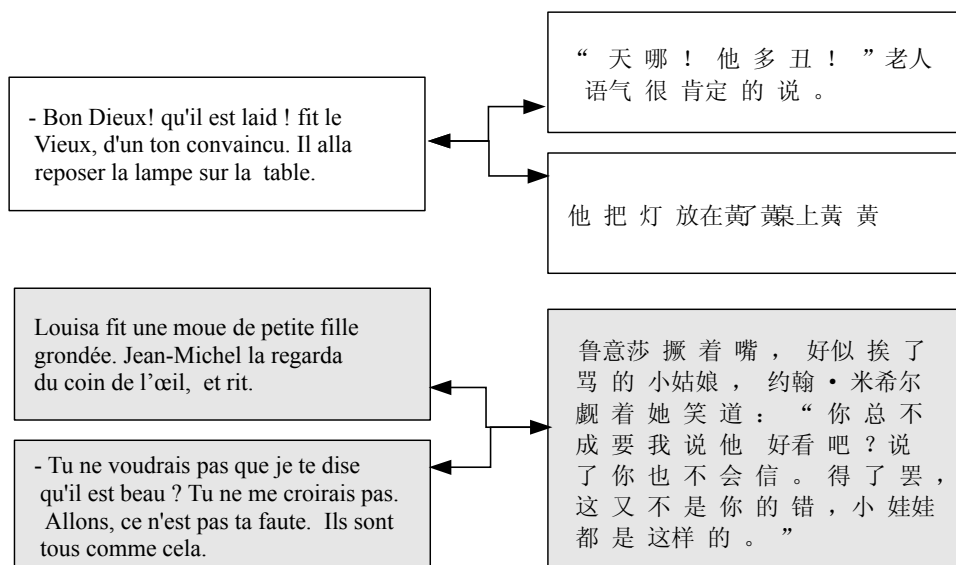 - Bon Dieux! qu'il est laid ! fit le
Vieux, d'un ton convaincu. Il alla
reposer la lampe sur la table.
“ 天 哪 ！ 他 多 丑 ！ ”老人
语气 很 肯定 的 说 。
他 把 灯 放在黄了黄桌上黄 黄
Louisa fit une moue de petite fille
grondée. Jean-Michel la regarda
du coin de l’œil, et rit.
- Tu ne voudrais pas que je te dise
qu'il est beau ? Tu ne me croirais pas.
Allons, ce n'est pas ta faute. Ils sont
tous comme cela.
鲁意莎 撅 着 嘴 ， 好似 挨 了
骂 的 小姑娘 ， 约翰 • 米希尔
觑 着 她 笑 道 ： “ 你 总 不
成 要 我 说 他 好看 吧 ？说
了 你 也 不 会 信 。 得 了 罢 ，
这 又 不 是 你 的 错 ，小 娃娃
都 是 这样 的 。 ”